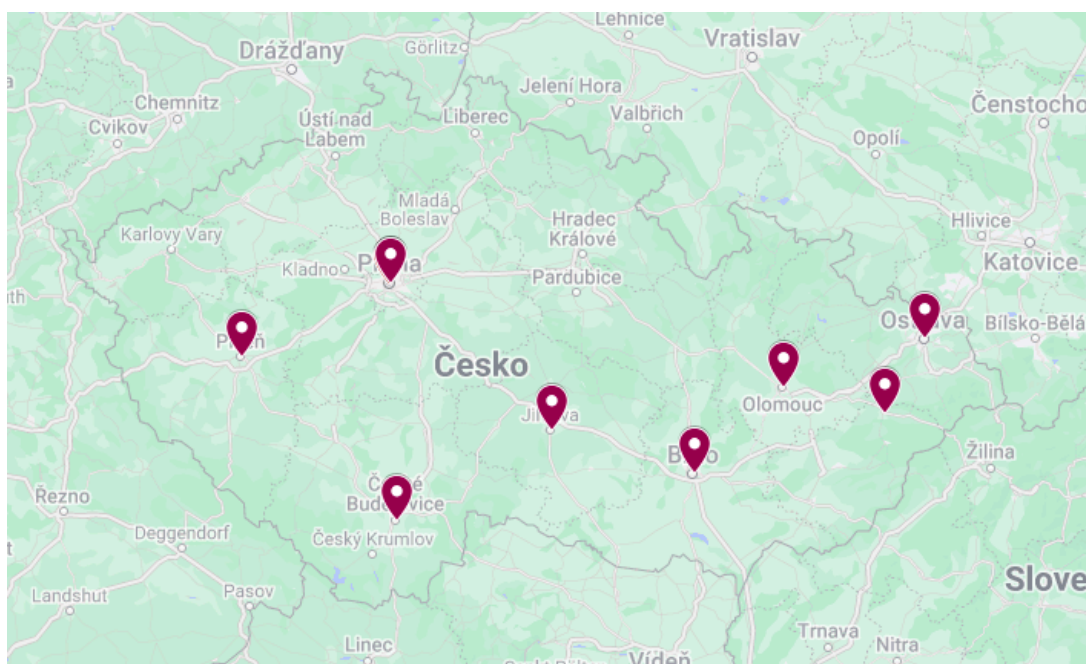 Lehnice
Drážďany
Görlitz
Vratislav
Jelení Hora
Chemnitz
Čenstocho
Cvikov
Ústí nad
Labem
Liberec
Valbřich
Opolí
Mladá
Boleslav
Hradec
Králové
Hlivice
Karlovy Vary
Kladno
Pardubice
Katovice
Bílsko-Bělá
Česko
Olomouc
Budějovice
Žilina
Řezno
Deggendorf
Český Krumlov
Landshut
Pasov
Slove
Linec
Trnava
Nitra
Vídeň